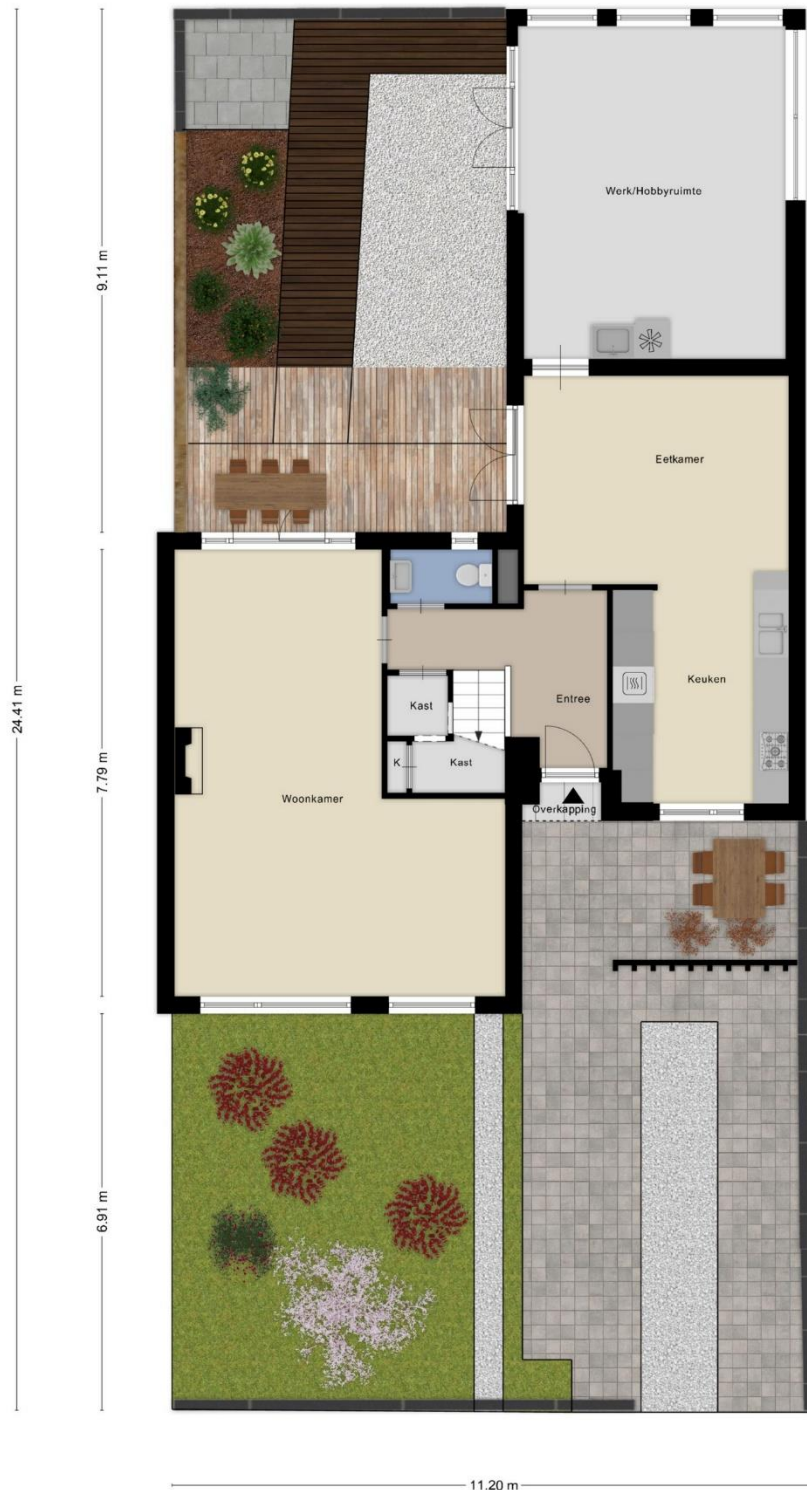 Werk/Hobbyruimte
9.11 m
Eetkamer
24.41 m
Keuken
Entree
Kast
Kast
K
7.79 m
Woonkamer
Overkapping
6.91 m
11.20 m